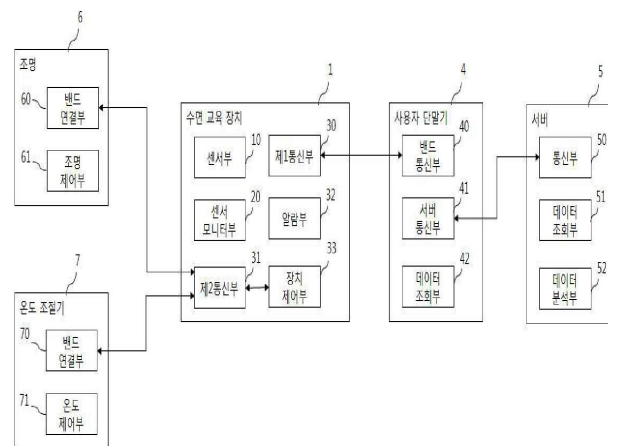 6
조명
60
밴드
연결부
61
조명
제어부
7
온도 조절기
70
밴드
연결부
71
온도
제어부
1
수면 교육 장치
10
센서부
30
제1통신부
20
센서
모니터부
32
알람부
31
제2통신부
33
장치
제어부
4
사용자 단말기
40
밴드
통신부
41
서버
통신부
42
데이터
조회부
5
서버
50
통신부
51
데이터
조회부
52
데이터
분석부